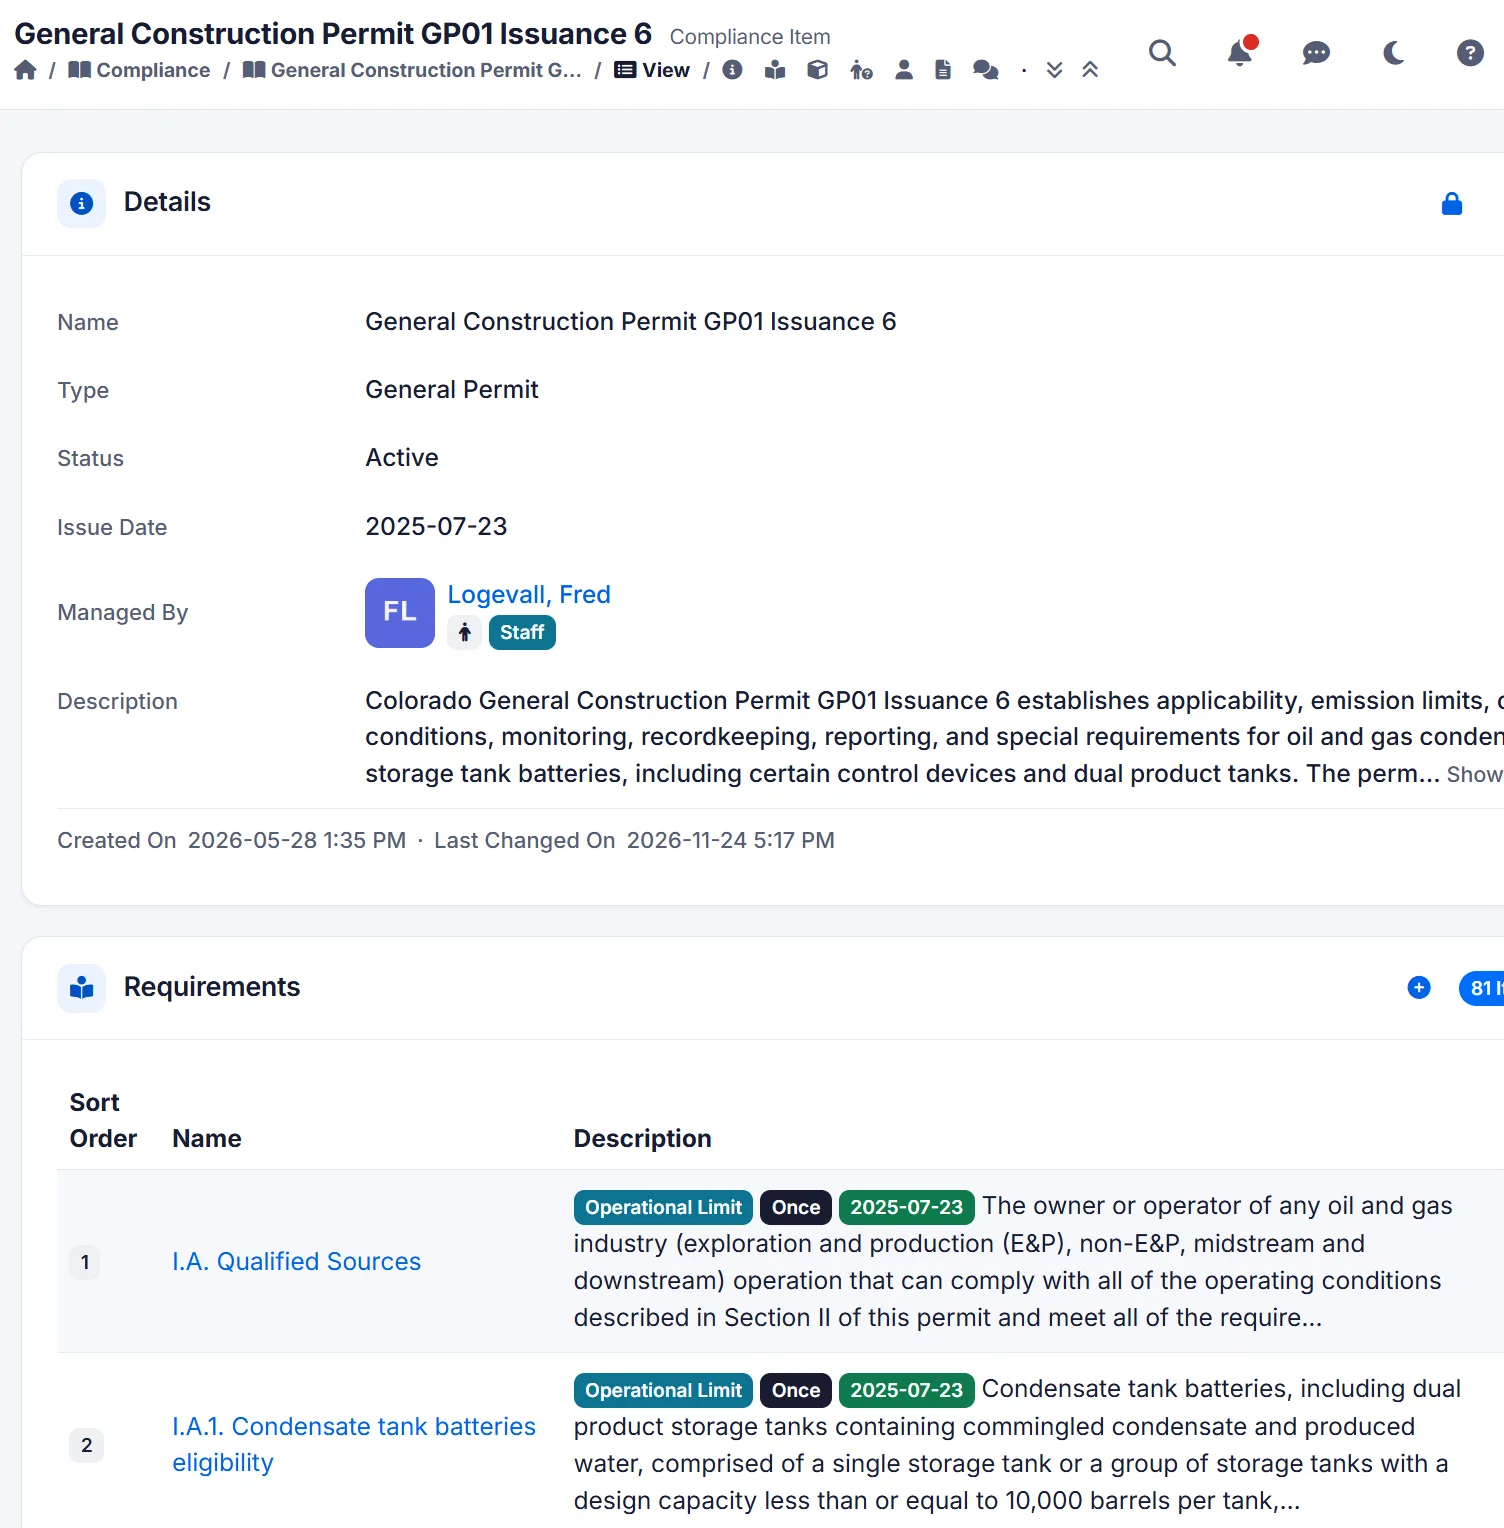 General Construction Permit GP01 Issuance 6 Compliance Item
/ Compliance / General Construction Permit G... / View /
Details
Name General Construction Permit GP01 Issuance 6
Type General Permit
Status Active
Issue Date 2025-07-23
Managed By FL Logevall, Fred
Staff
Description Colorado General Construction Permit GP01 Issuance 6 establishes applicability, emission limits,
conditions, monitoring, recordkeeping, reporting, and special requirements for oil and gas conden
storage tank batteries, including certain control devices and dual product tanks. The perm... Show
Created On 2026-05-28 1:35 PM · Last Changed On 2026-11-24 5:17 PM
Requirements
81
Sort
Order Name Description
Operational Limit Once 2025-07-23 The owner or operator of any oil and gas
industry (exploration and production (E&P), non-E&P, midstream and
1 I.A. Qualified Sources
downstream) operation that can comply with all of the operating conditions
described in Section II of this permit and meet all of the require...
Operational Limit Once 2025-07-23 Condensate tank batteries, including dual
2 I.A.1. Condensate tank batteries
eligibility
product storage tanks containing commingled condensate and produced
water, comprised of a single storage tank or a group of storage tanks with a
design capacity less than or equal to 10,000 barrels per tank,...